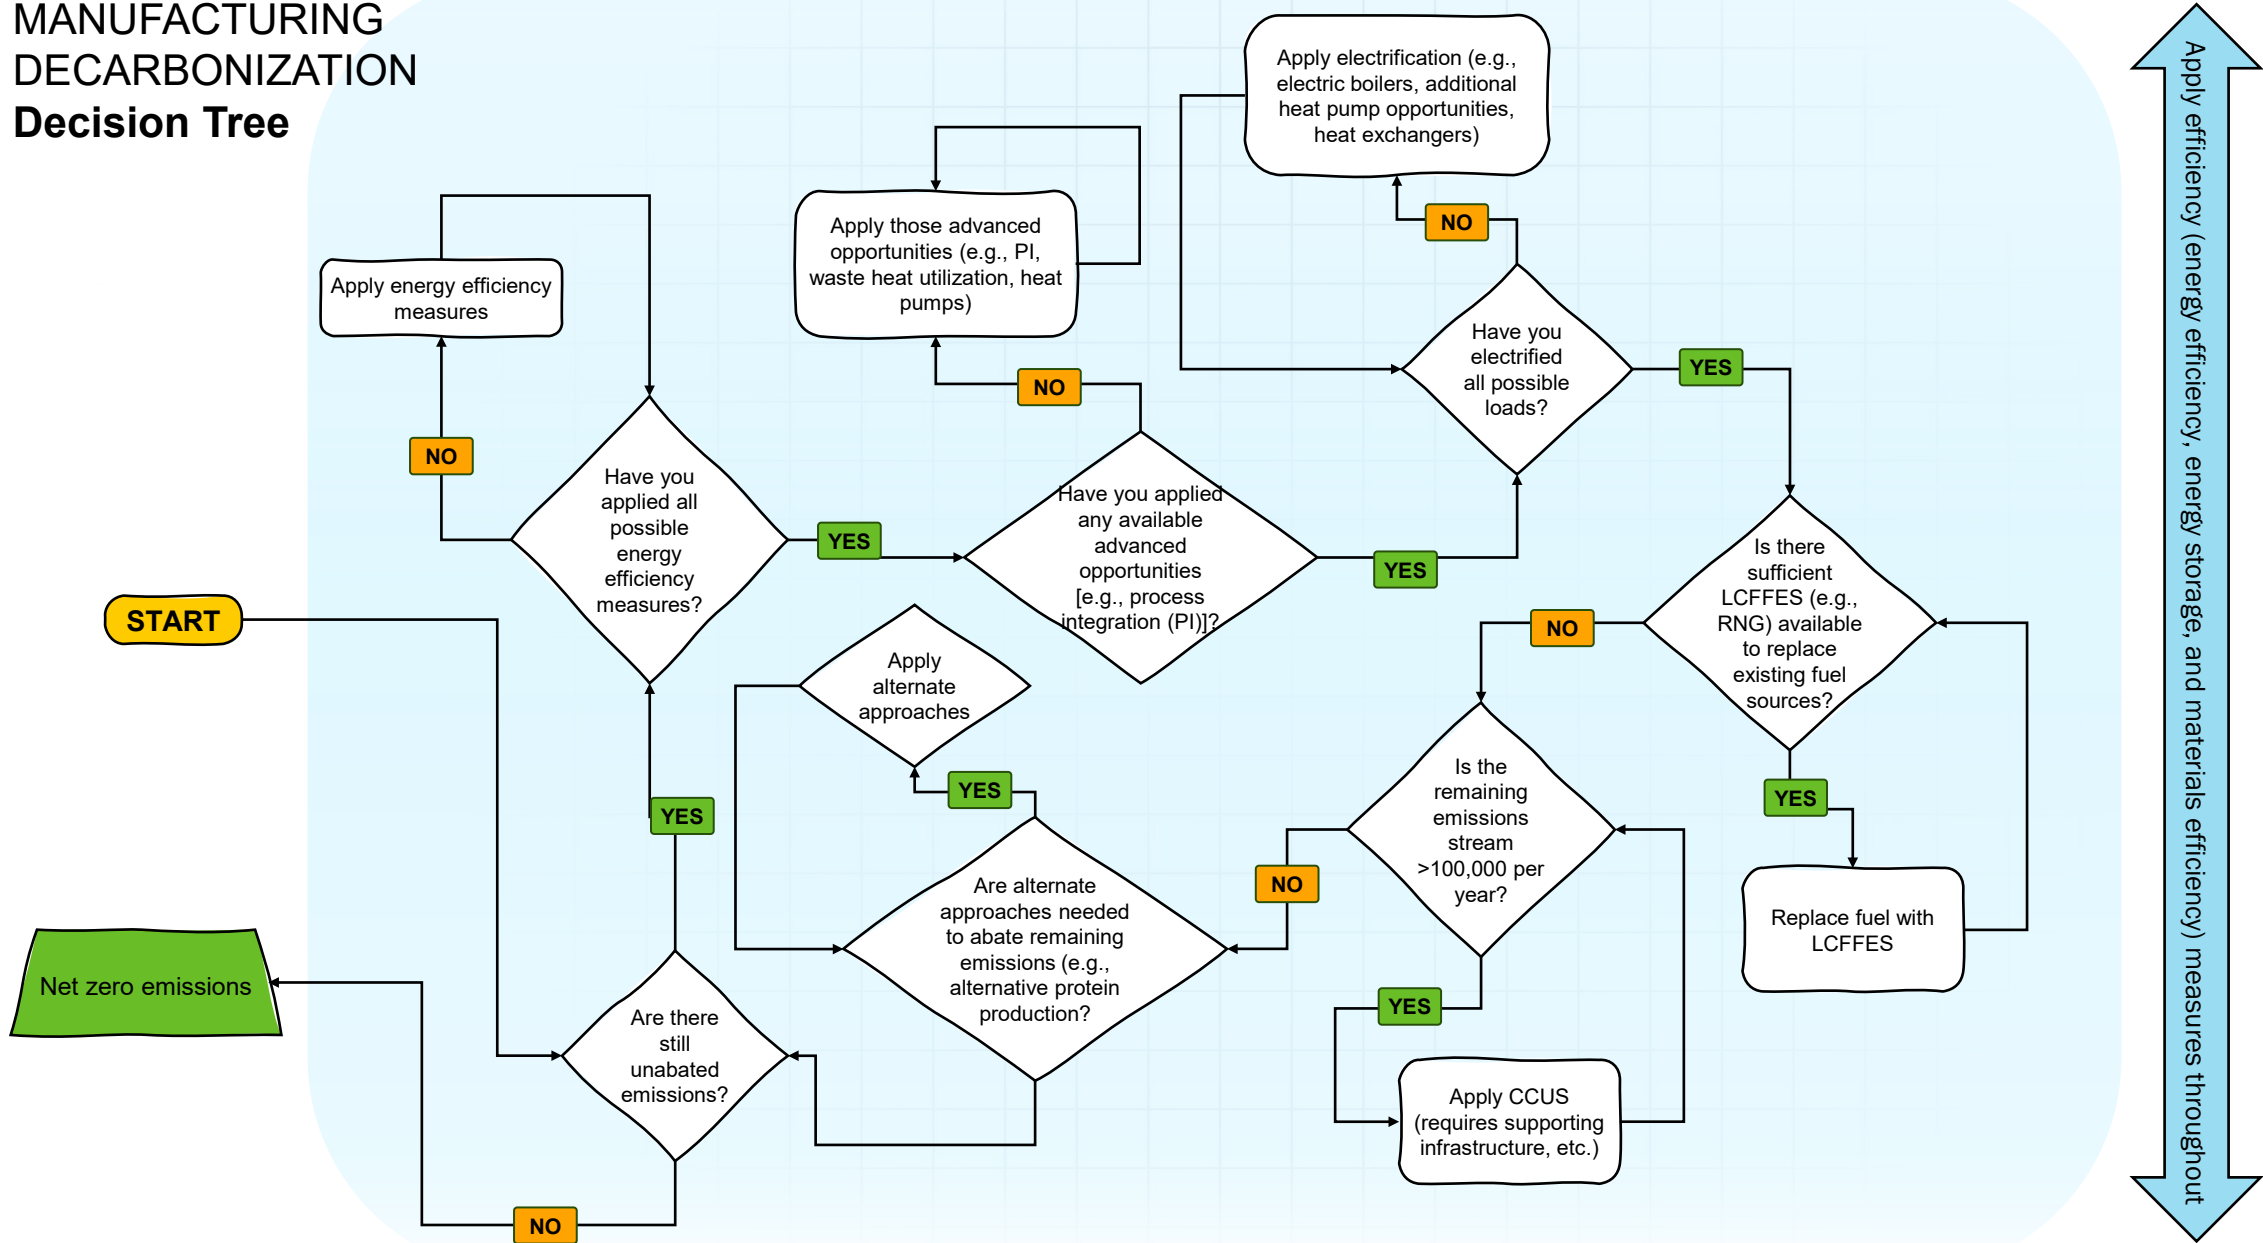 MANUFACTURING
DECARBONIZATION
Decision Tree
START
Net zero emissions
Apply energy efficiency
measures
NO
Have you
applied all
possible
energy
efficiency
measures?
YES
YES
Are there
still
unabated
emissions?
NO
Apply those advanced
opportunities (e.g., PI,
waste heat utilization, heat
pumps)
NO
Have you applied
any available
advanced
opportunities
[e.g., process
integration (PI)]?
YES
Apply
alternate
approaches
YES
Are alternate
approaches needed
to abate remaining
emissions (e.g.,
alternative protein
production?
Apply electrification (e.g.,
electric boilers, additional
heat pump opportunities,
heat exchangers)
NO
Have you
electrified
all possible
loads?
YES
Is there
sufficient
LCFFES (e.g.,
RNG) available
to replace
existing fuel
sources?
NO
YES
Replace fuel with
LCFFES
Is the
remaining
emissions
stream
>100,000 per
year?
NO
YES
Apply CCUS
(requires supporting
infrastructure, etc.)
Apply efficiency (energy efficiency, energy storage, and materials efficiency) measures throughout